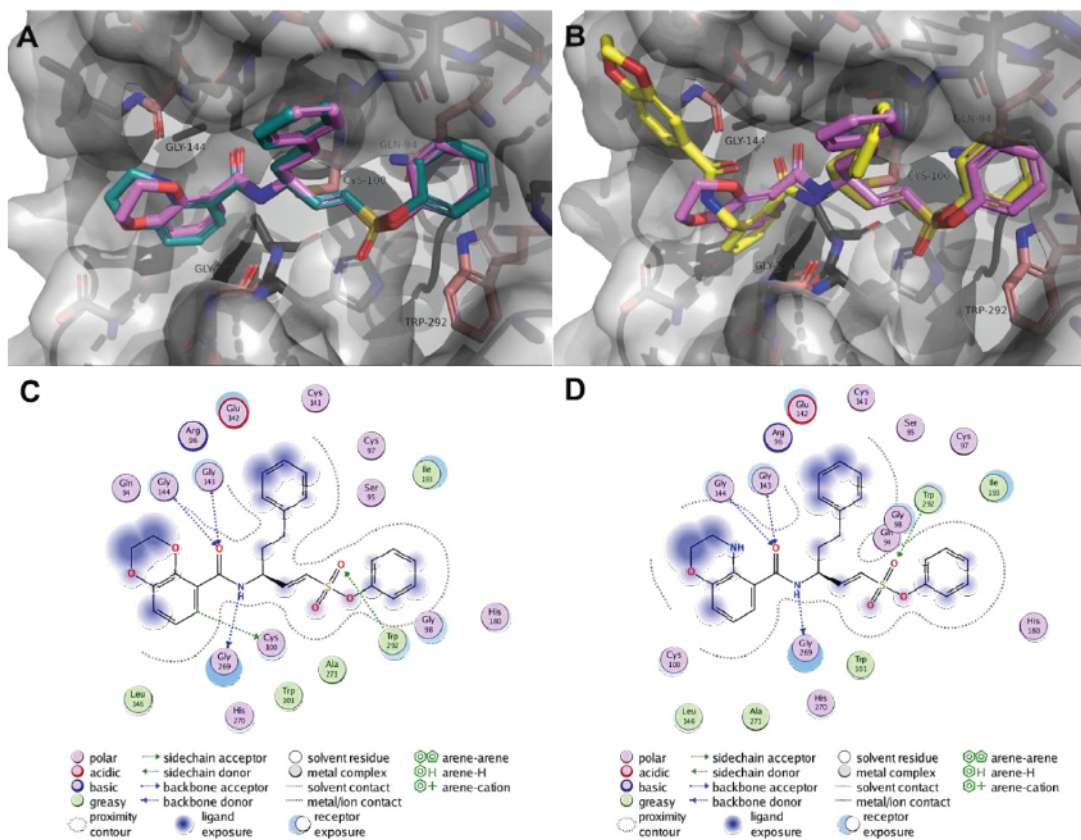 A
GLY-144
GLN-94
CYS-100
TRP-292
B
GLY-144
GLN-94
CYS-100
TRP-292
C
Cys 141
Glu 142
Arg 96
Cys 97
Gly 143
Ile 193
Gln 94
Gly 144
Ser 95
O
O
O
O
N
H
S
O
O
His 180
Gly 98
Cys 100
Trp 292
Gly 269
Ala 271
Leu 146
Trp 101
His 270
polar
acidic
basic
greasy
proximity
contour
sidechain acceptor
sidechain donor
backbone acceptor
backbone donor
ligand
exposure
solvent residue
metal complex
solvent contact
metal/ion contact
receptor
exposure
arene-arene
H arene-H
+ arene-cation
D
Cys 141
Glu 142
Ser 95
Arg 96
Cys 97
Gly 143
Ile 193
Gly 144
Trp 292
Gly 98
Gln 94
NH
O
O
O
N
H
S
O
O
His 180
Cys 100
Gly 269
Trp 101
His 270
Leu 146
Ala 271
polar
acidic
basic
greasy
proximity
contour
sidechain acceptor
sidechain donor
backbone acceptor
backbone donor
ligand
exposure
solvent residue
metal complex
solvent contact
metal/ion contact
receptor
exposure
arene-arene
H arene-H
+ arene-cation